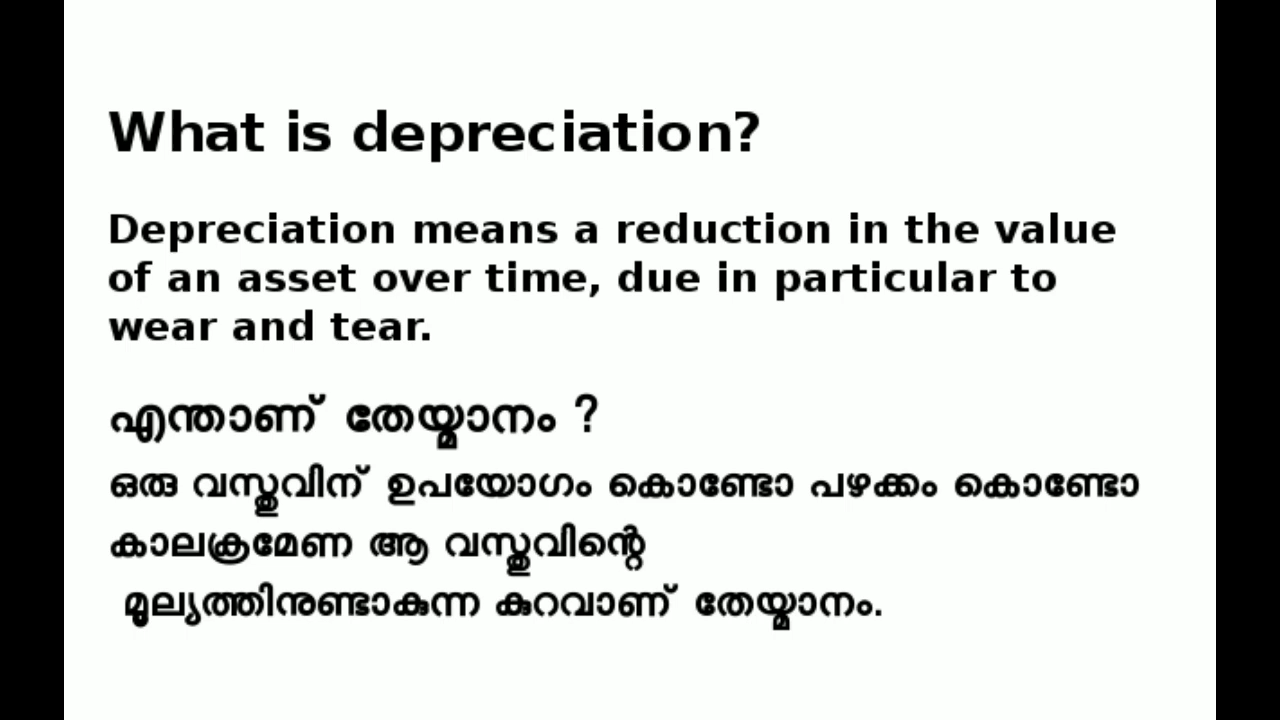 What is depreciation?
Depreciation means a reduction in the value
of an asset over time, due in particular to
wear and tear.
എന്താണ് തേയ്മാനം ?
ഒരു വസ്തുവിന് ഉപയോഗം കൊണ്ടോ പഴക്കം കൊണ്ടോ
കാലക്രമേണ ആ വസ്തുവിന്റെ
മൂല്യത്തിനുണ്ടാകുന്ന കുറവാണ് തേയ്മാനം.